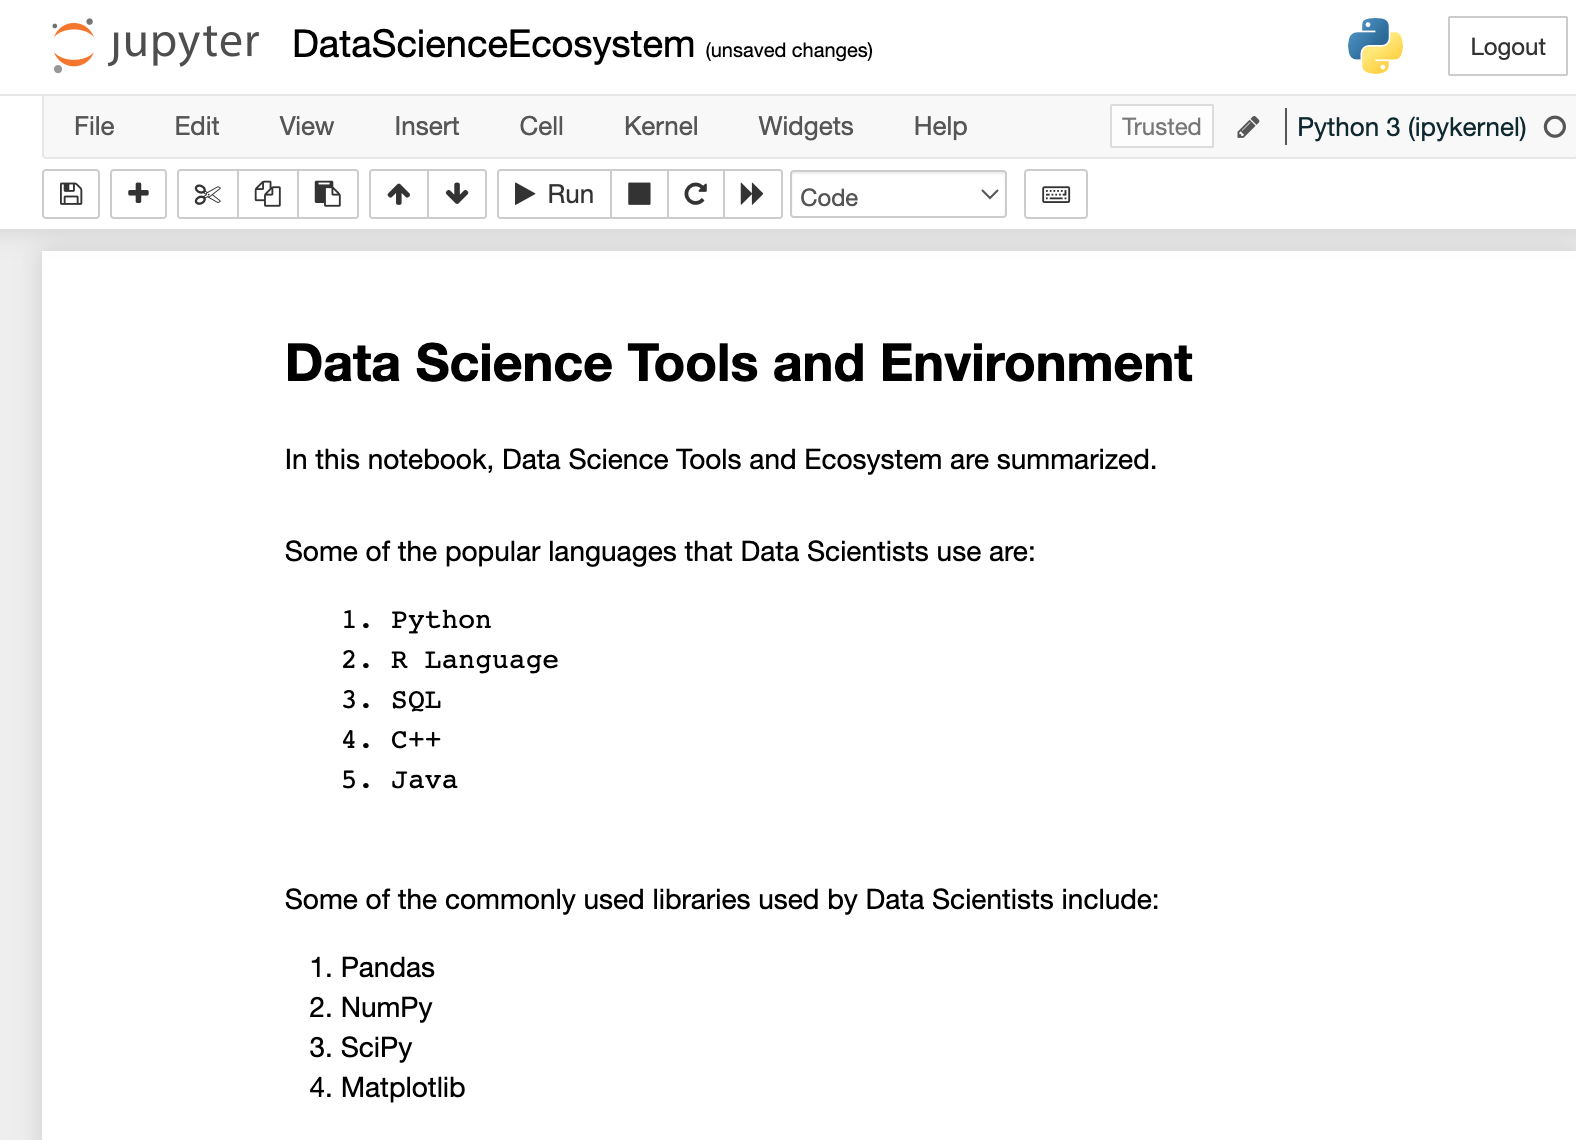 jupyter DataScienceEcosystem (unsaved changes) Logout
File Edit View Insert Cell Kernel Widgets Help Trusted Python 3 (ipykernel)
Run Code
Data Science Tools and Environment
In this notebook, Data Science Tools and Ecosystem are summarized.
Some of the popular languages that Data Scientists use are:
1. Python
2. R Language
3. SQL
4. C++
5. Java
Some of the commonly used libraries used by Data Scientists include:
1. Pandas
2. NumPy
3. SciPy
4. Matplotlib